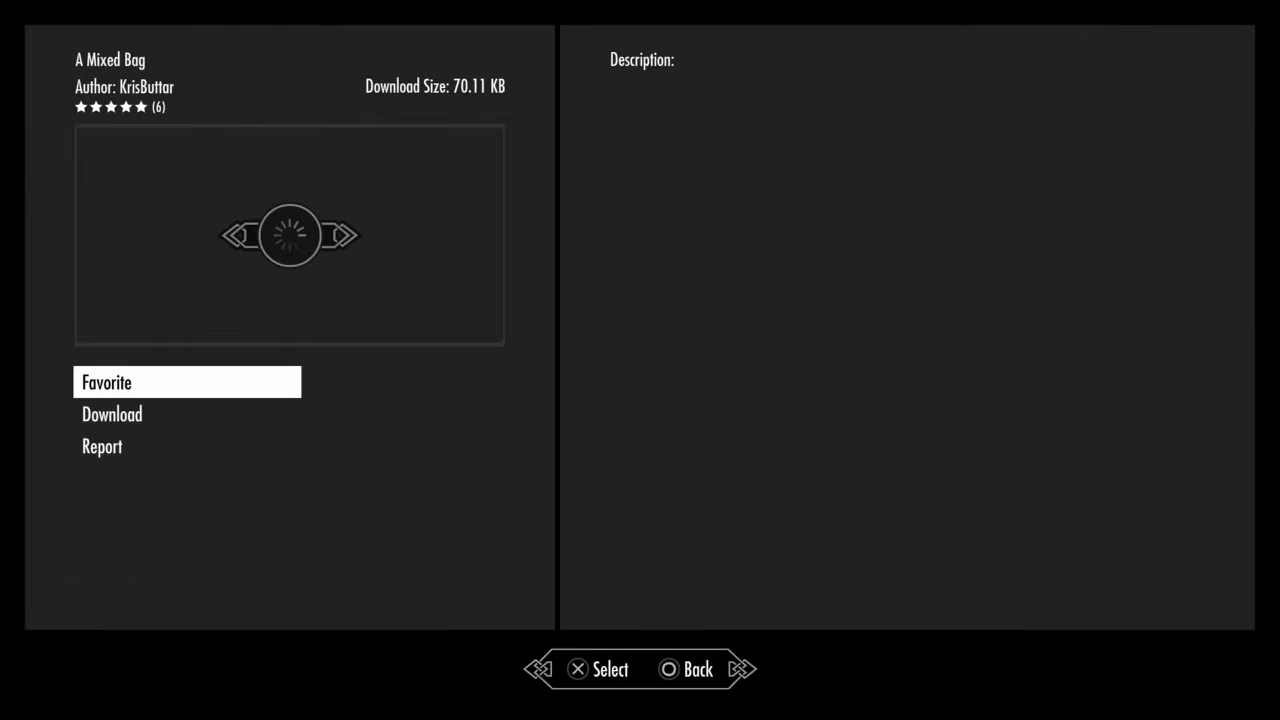 A Mixed Bag
Author: KrisButtar
Download Size: 70.11 KB
(6)
Favorite
Download
Report
Description:
Select
Back